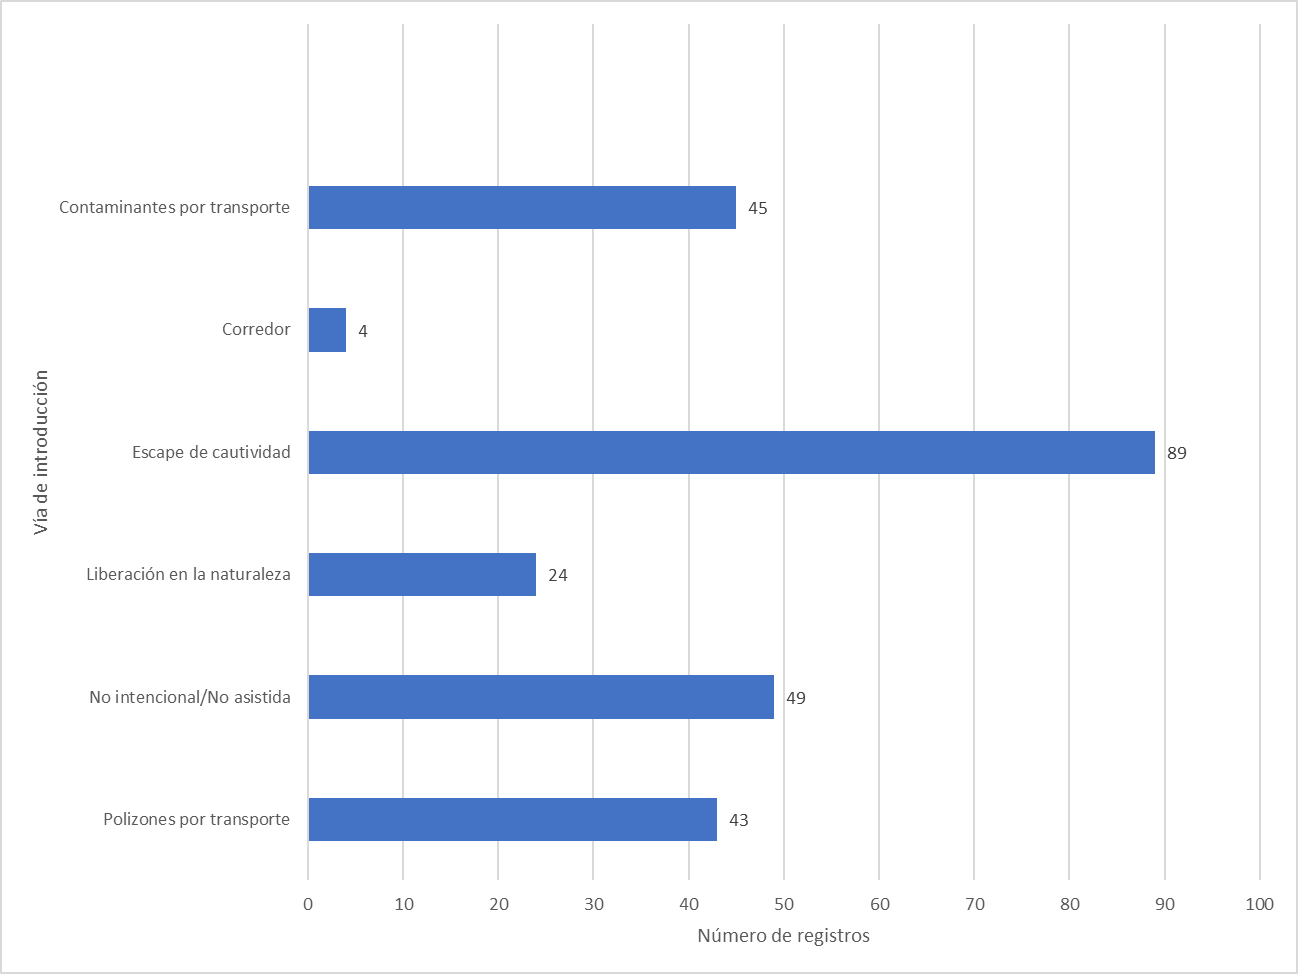 Contaminantes por transporte
45
Corredor
4
Escape de cautividad
89
Liberación en la naturaleza
24
No intencional/No asistida
49
Polizones por transporte
43
Vía de introducción
0 10 20 30 40 50 60 70 80 90 100
Número de registros